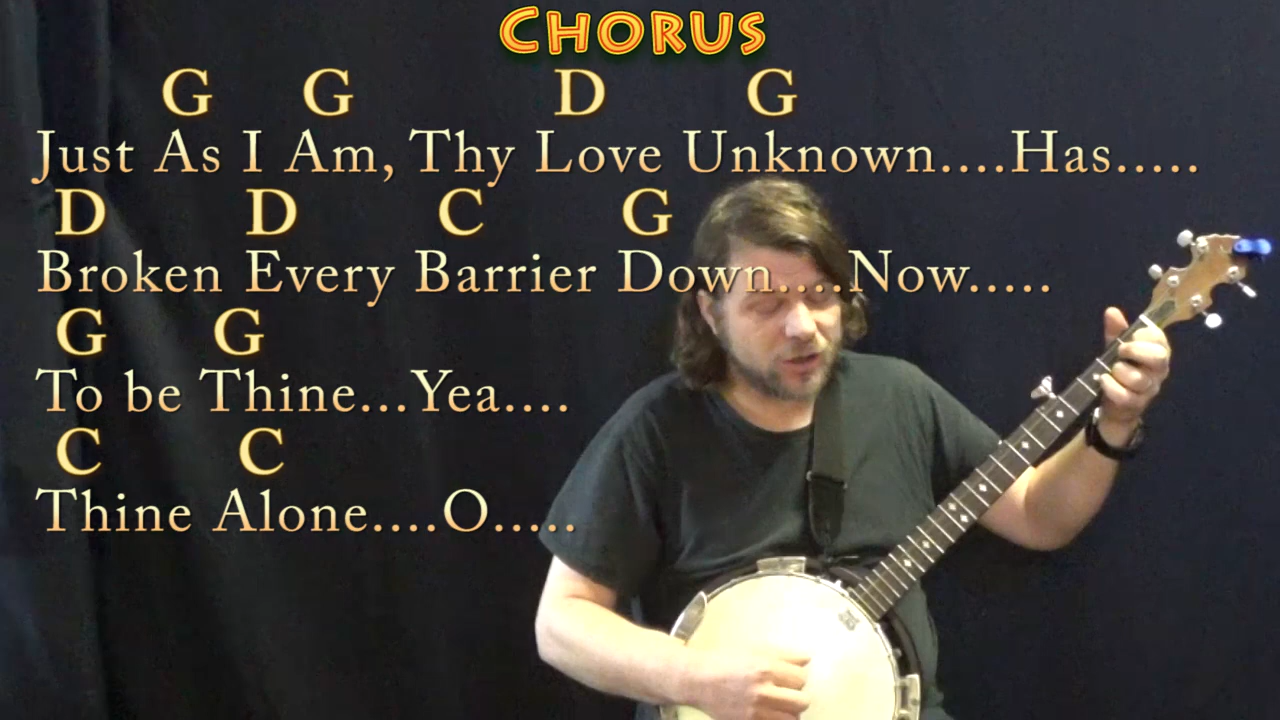 CHORUS
G G D G
Just As I Am, Thy Love Unknown....Has.....
D D C G
Broken Every Barrier Down....Now.....
G G
To be Thine...Yea....
C C
Thine Alone....O.....